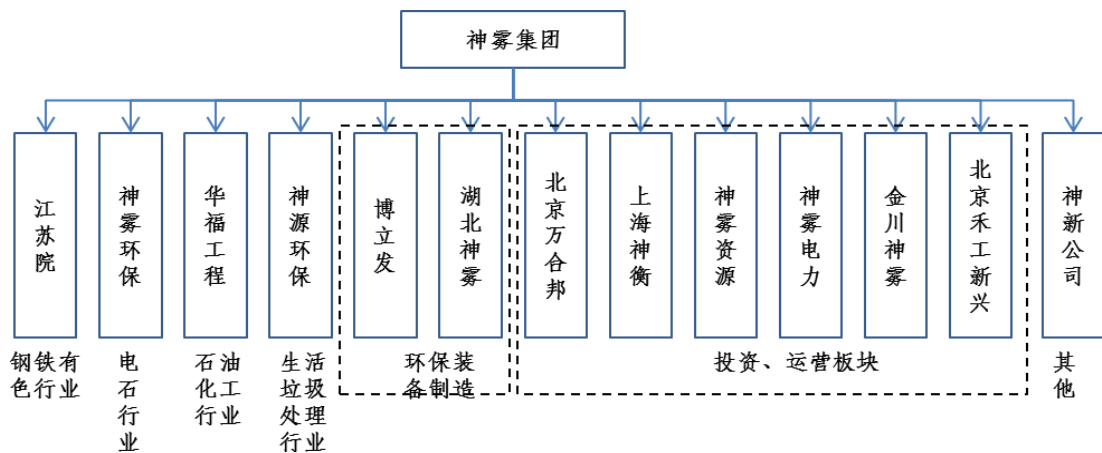 神雾集团
江苏院
神雾环保
华福工程
神源环保
博立发
湖北神雾
北京万合邦
上海神衡
神雾资源
神雾电力
金川神雾
北京禾工新兴
神新公司
钢铁有
色行业
电
石
行
业
石油
化工
行业
生活
垃圾
处理
行业
环保装
备制造
投资、运营板块
其
他